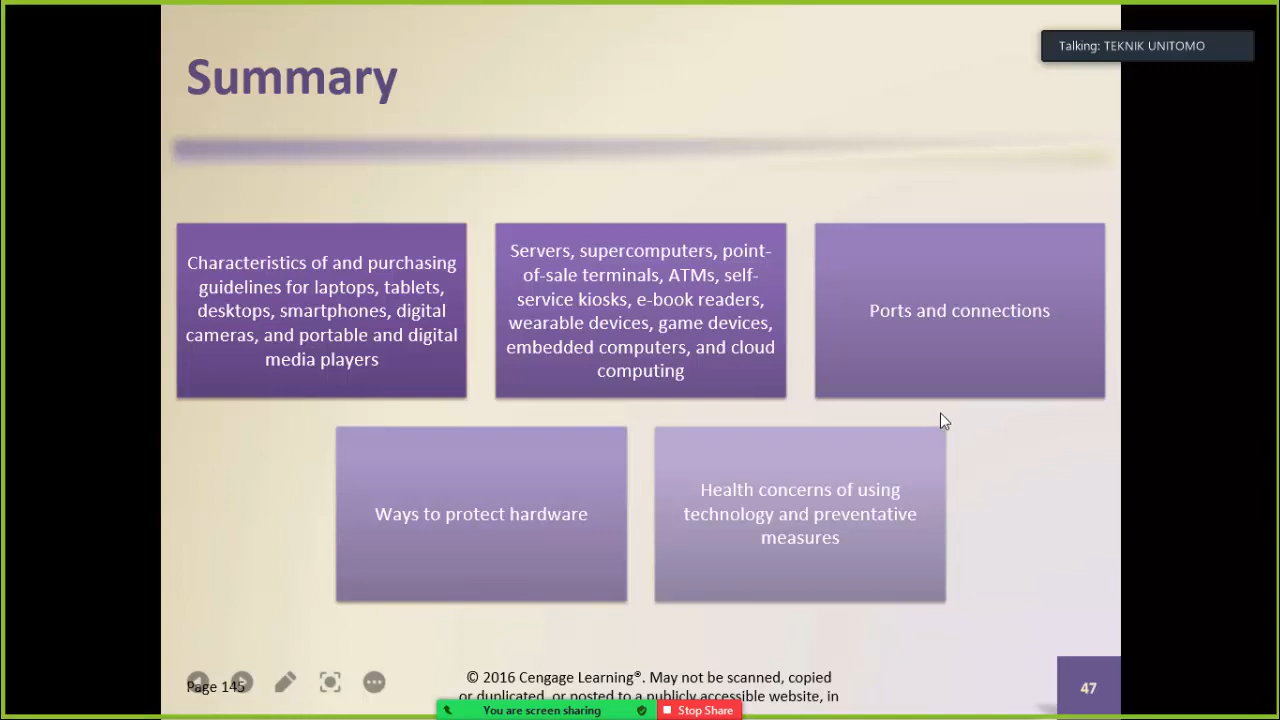 Talking: TEKNIK UNITOMO
Summary
Characteristics of and purchasing
guidelines for laptops, tablets,
desktops, smartphones, digital
cameras, and portable and digital
media players
Servers, supercomputers, point-
of-sale terminals, ATMs, self-
service kiosks, e-book readers,
wearable devices, game devices,
embedded computers, and cloud
computing
Ports and connections
Ways to protect hardware
Health concerns of using
technology and preventative
measures
Page 145
© 2016 Cengage Learning®. May not be scanned, copied
or duplicated, or posted to a publicly accessible website, in
47
You are screen sharing
Stop Share